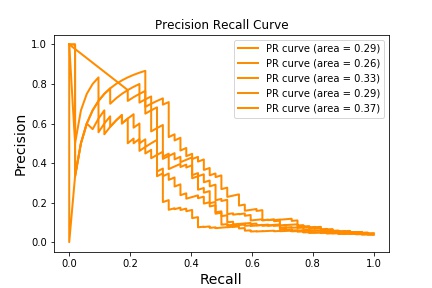 Precision Recall Curve
PR curve (area = 0.29)
PR curve (area = 0.26)
PR curve (area = 0.33)
PR curve (area = 0.29)
PR curve (area = 0.37)
Precision
1.0
0.8
0.6
0.4
0.2
0.0
0.0 0.2 0.4 0.6 0.8 1.0
Recall